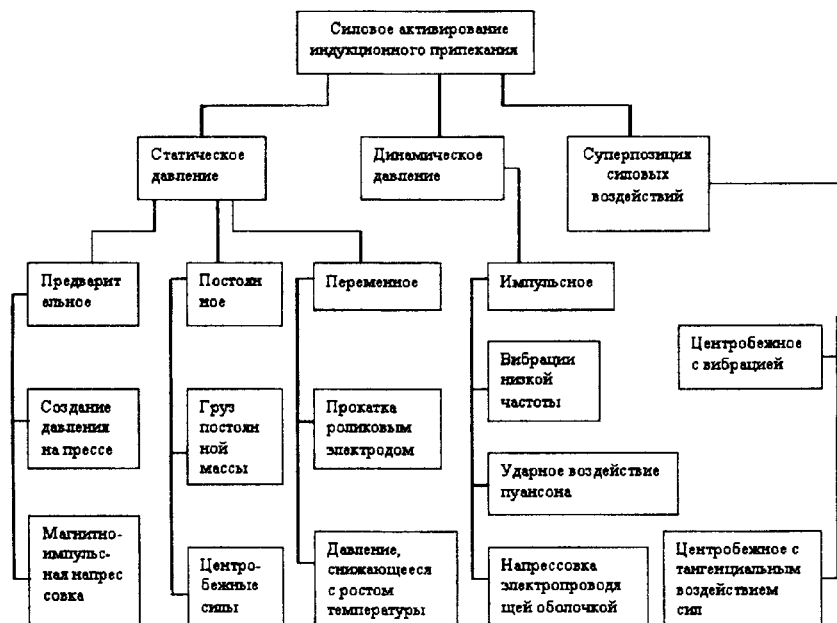 Силовое активирование
индукционного припекания
Статическое
давление
Динамическое
давление
Суперпозиция
силовых
воздействий
Предварит
ельное
Постоян
ное
Переменное
Импульсное
Создание
давления
на прессе
Груз
постоян
ной
массы
Прокатка
роликовым
электродом
Вибрации
низкой
частоты
Центробежное
с вибрацией
Ударное воздействие
пуансона
Магнитно-
импульс-
ная напрес
совка
Центро-
бежные
силы
Давление,
снижающееся
с ростом
температуры
Напрессовка
электропроводя
щей оболочкой
Центробежное с
тангенциальным
воздействием
сил